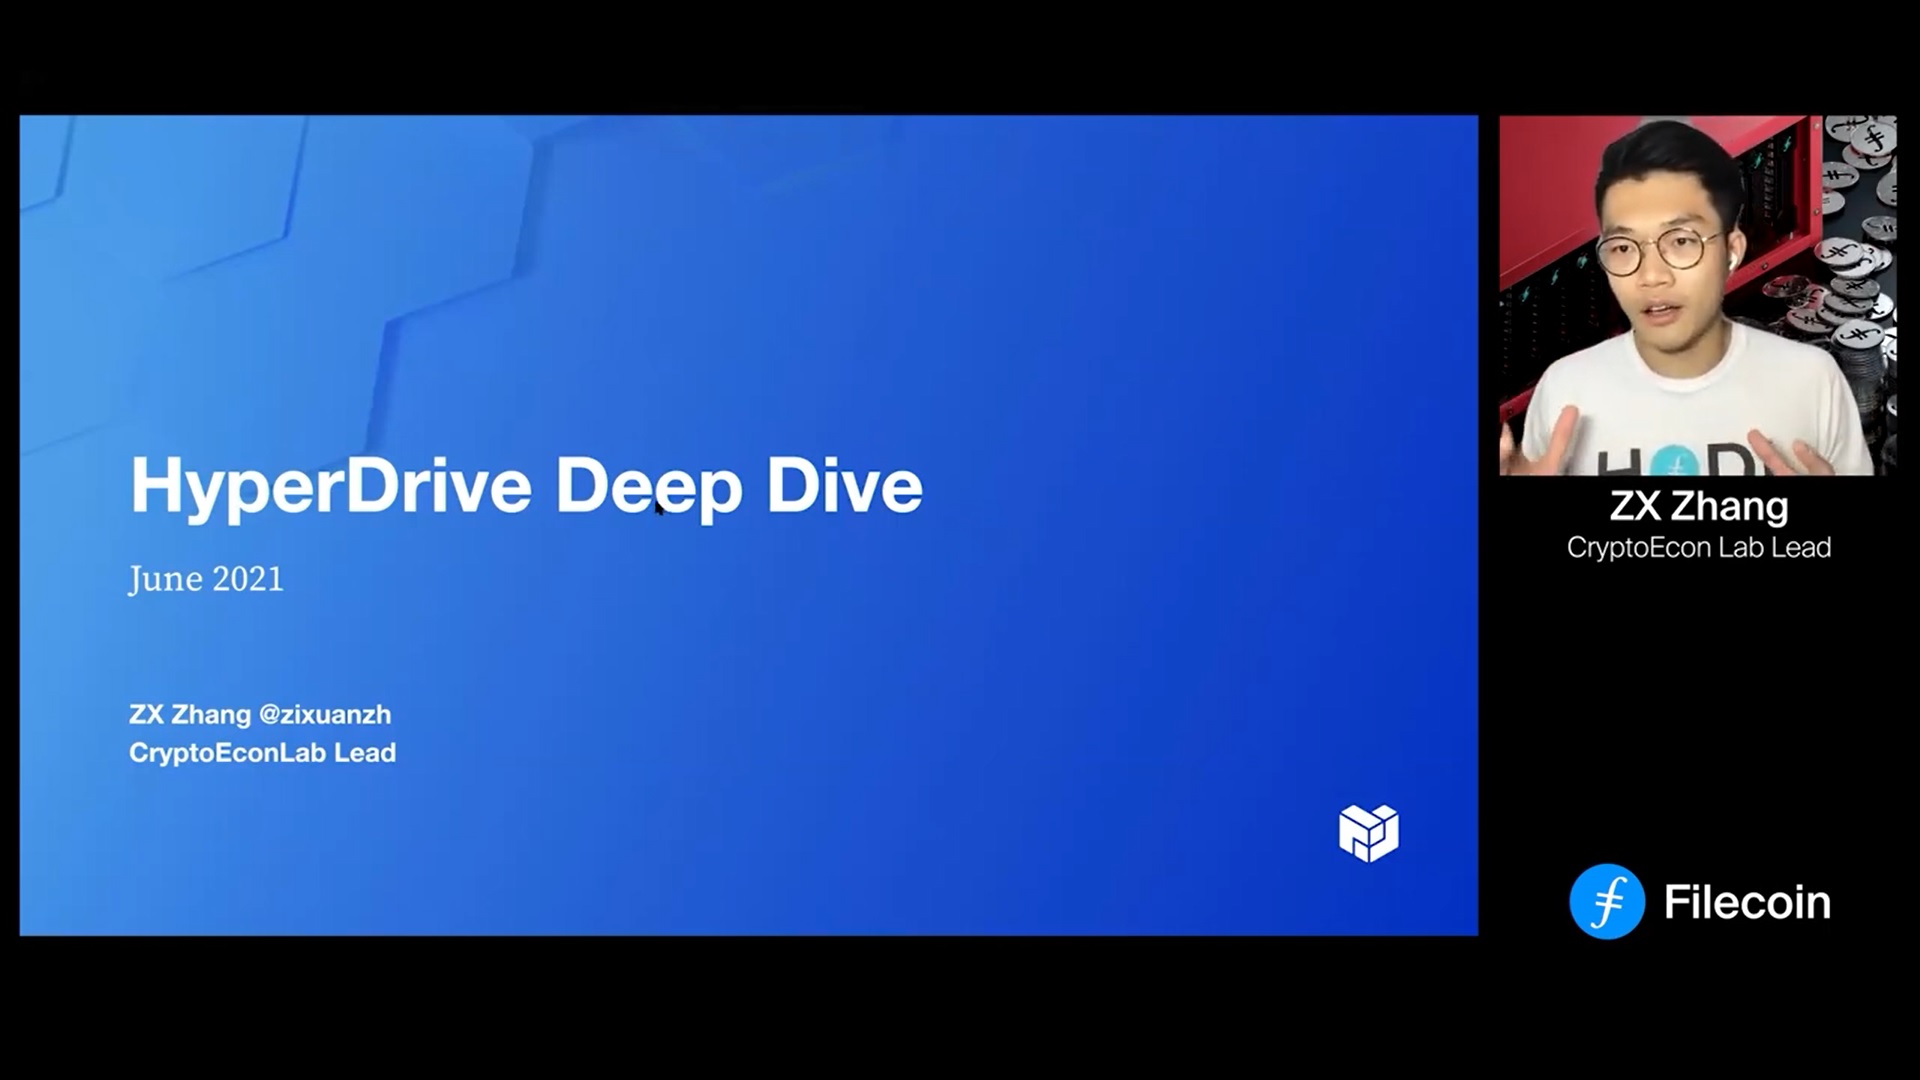 HyperDrive Deep Dive
June 2021
ZX Zhang @zixuanzh
CryptoEconLab Lead
ZX Zhang
CryptoEcon Lab Lead
Filecoin